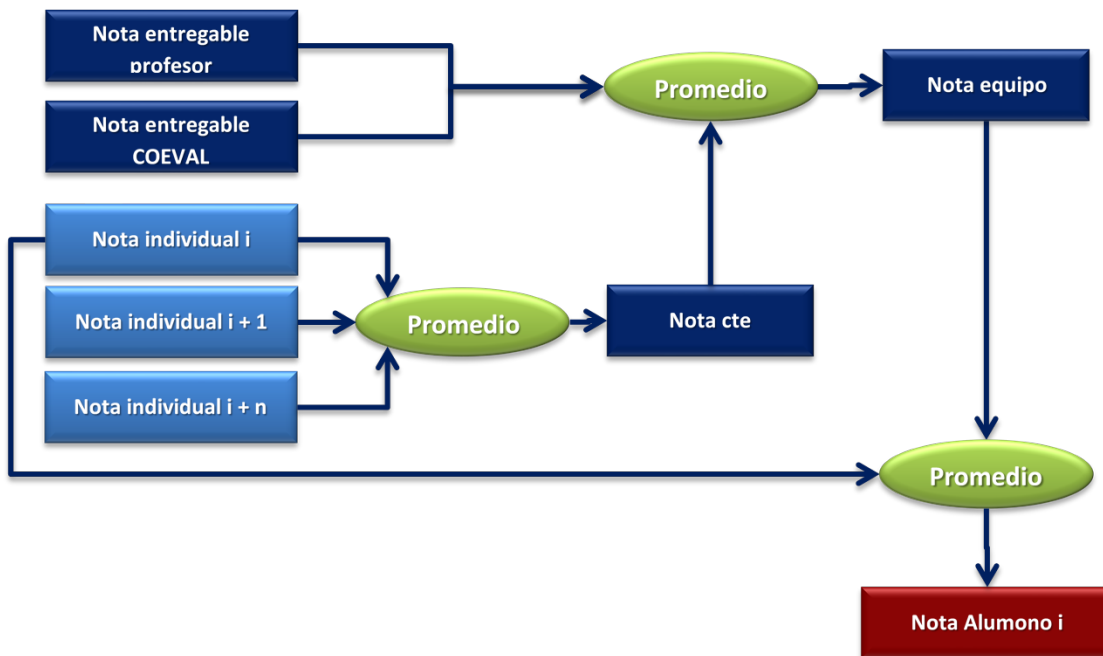 Nota entregable
profesor
Promedio
Nota equipo
Nota entregable
COEVAL
Nota individual i
Nota individual i + 1
Promedio
Nota cte
Nota individual i + n
Promedio
Nota Alumono i